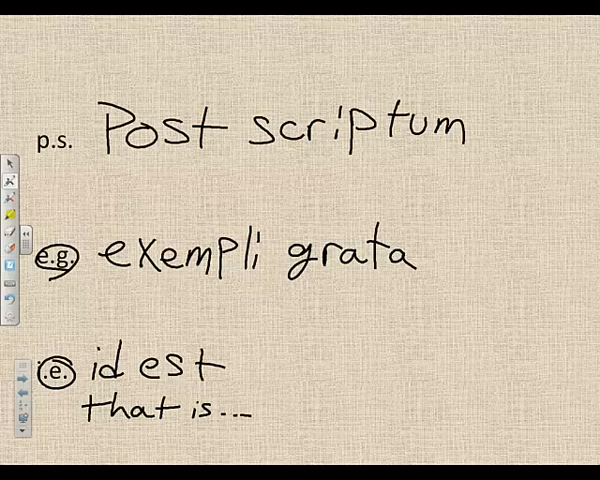 p.s. Post scriptum
e.g. exempli grata
i.e. id est
that is...